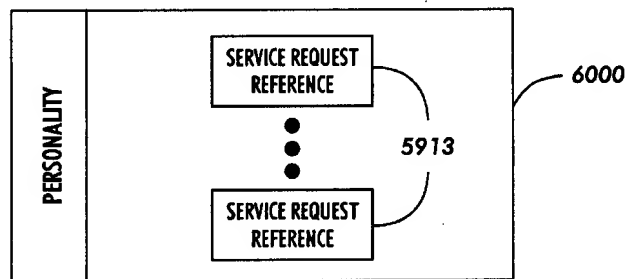 PERSONALITY
SERVICE REQUEST
REFERENCE
6000
5913
SERVICE REQUEST
REFERENCE